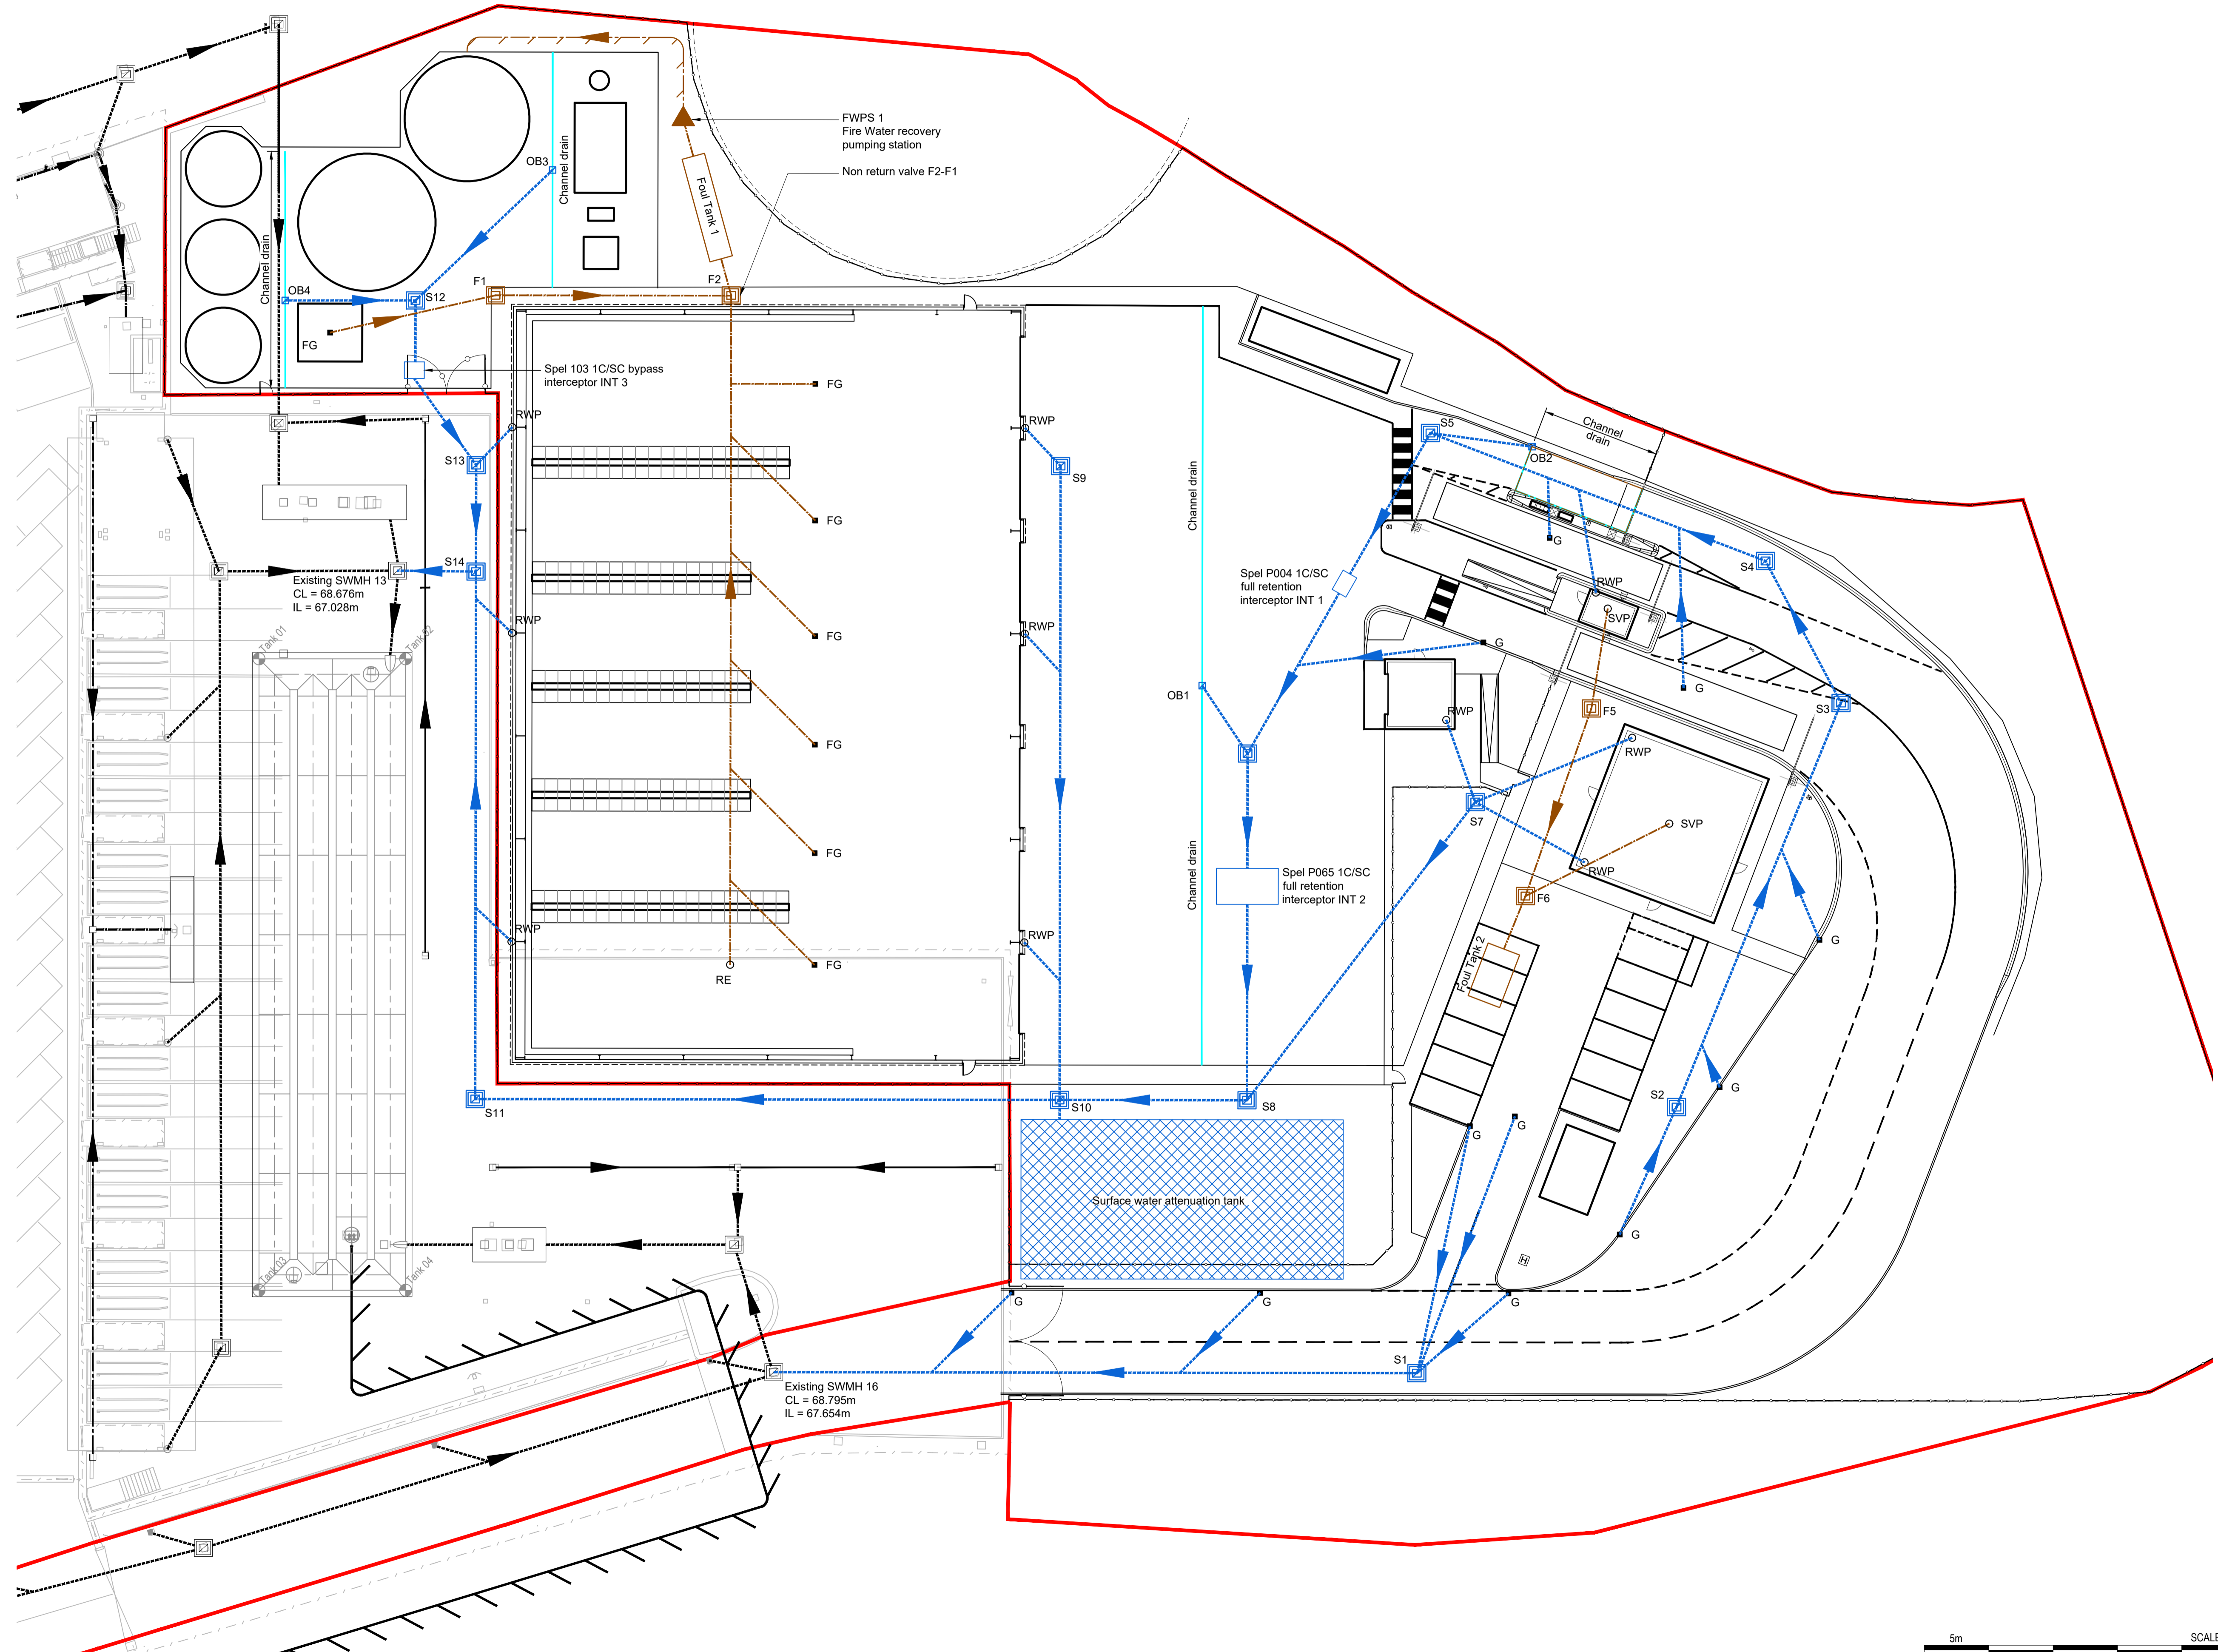 FWPS 1
Fire Water recovery
pumping station
Non return valve F2-F1
OB3
Channel drain
Foul Tank 1
Channel drain
OB4
S12
F1
F2
FG
Spel 103 1C/SC bypass
interceptor INT 3
FG
RWP
RWP
S5
Channel
drain
OB2
S13
S9
Channel drain
FG
G
S14
Existing SWMH 13
CL = 68.676m
IL = 67.028m
Spel P004 1C/SC
full retention
interceptor INT 1
S4
RWP
SVP
RWP
RWP
FG
G
Tank 01
Tank 02
OB1
G
S3
F5
RWP
RWP
FG
S7
SVP
Channel drain
FG
RWP
Spel P065 1C/SC
full retention
interceptor INT 2
F6
RWP
RWP
G
RE
FG
Foul Tank 2
S11
S10
S8
S2
G
G
G
Surface water attenuation tank
G
H
Tank 03
Tank 04
G
G
G
S1
Existing SWMH 16
CL = 68.795m
IL = 67.654m
5m
SCALE